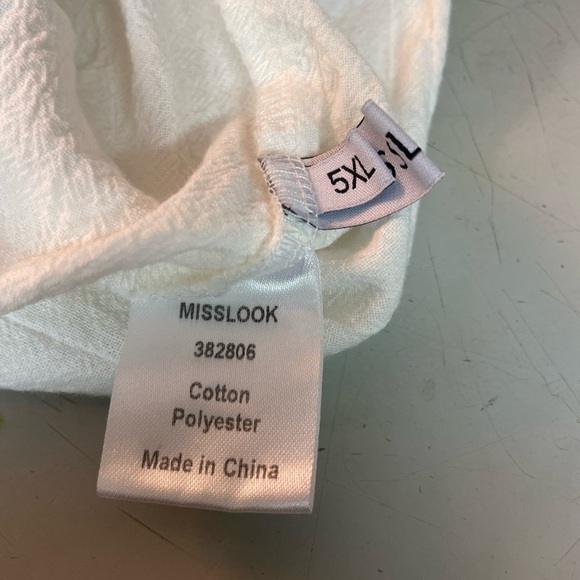 5XL
MISSLOOK
382806
Cotton
Polyester
Made in China